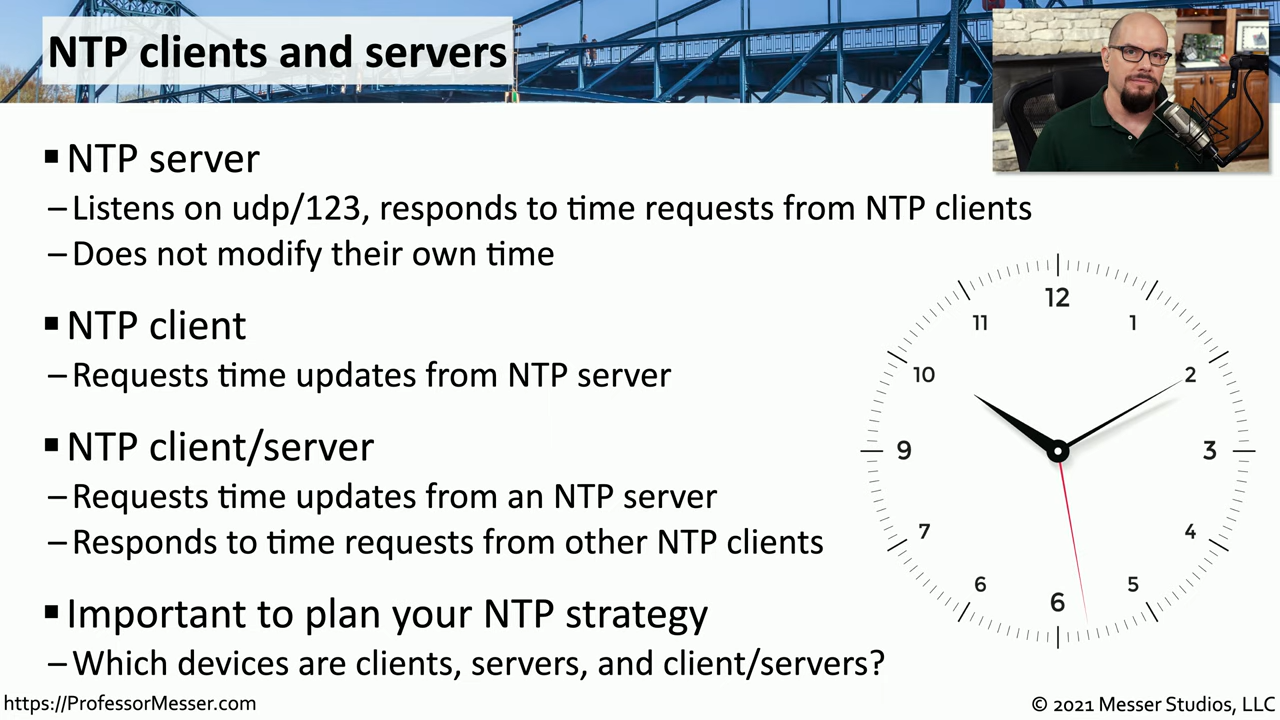 NTP clients and servers
▪ NTP server
– Listens on udp/123, responds to time requests from NTP clients
– Does not modify their own time
▪ NTP client
– Requests time updates from NTP server
▪ NTP client/server
– Requests time updates from an NTP server
– Responds to time requests from other NTP clients
▪ Important to plan your NTP strategy
– Which devices are clients, servers, and client/servers?
12
11
1
10
2
9
3
7
4
6
5
6
https://ProfessorMesser.com
© 2021 Messer Studios, LLC